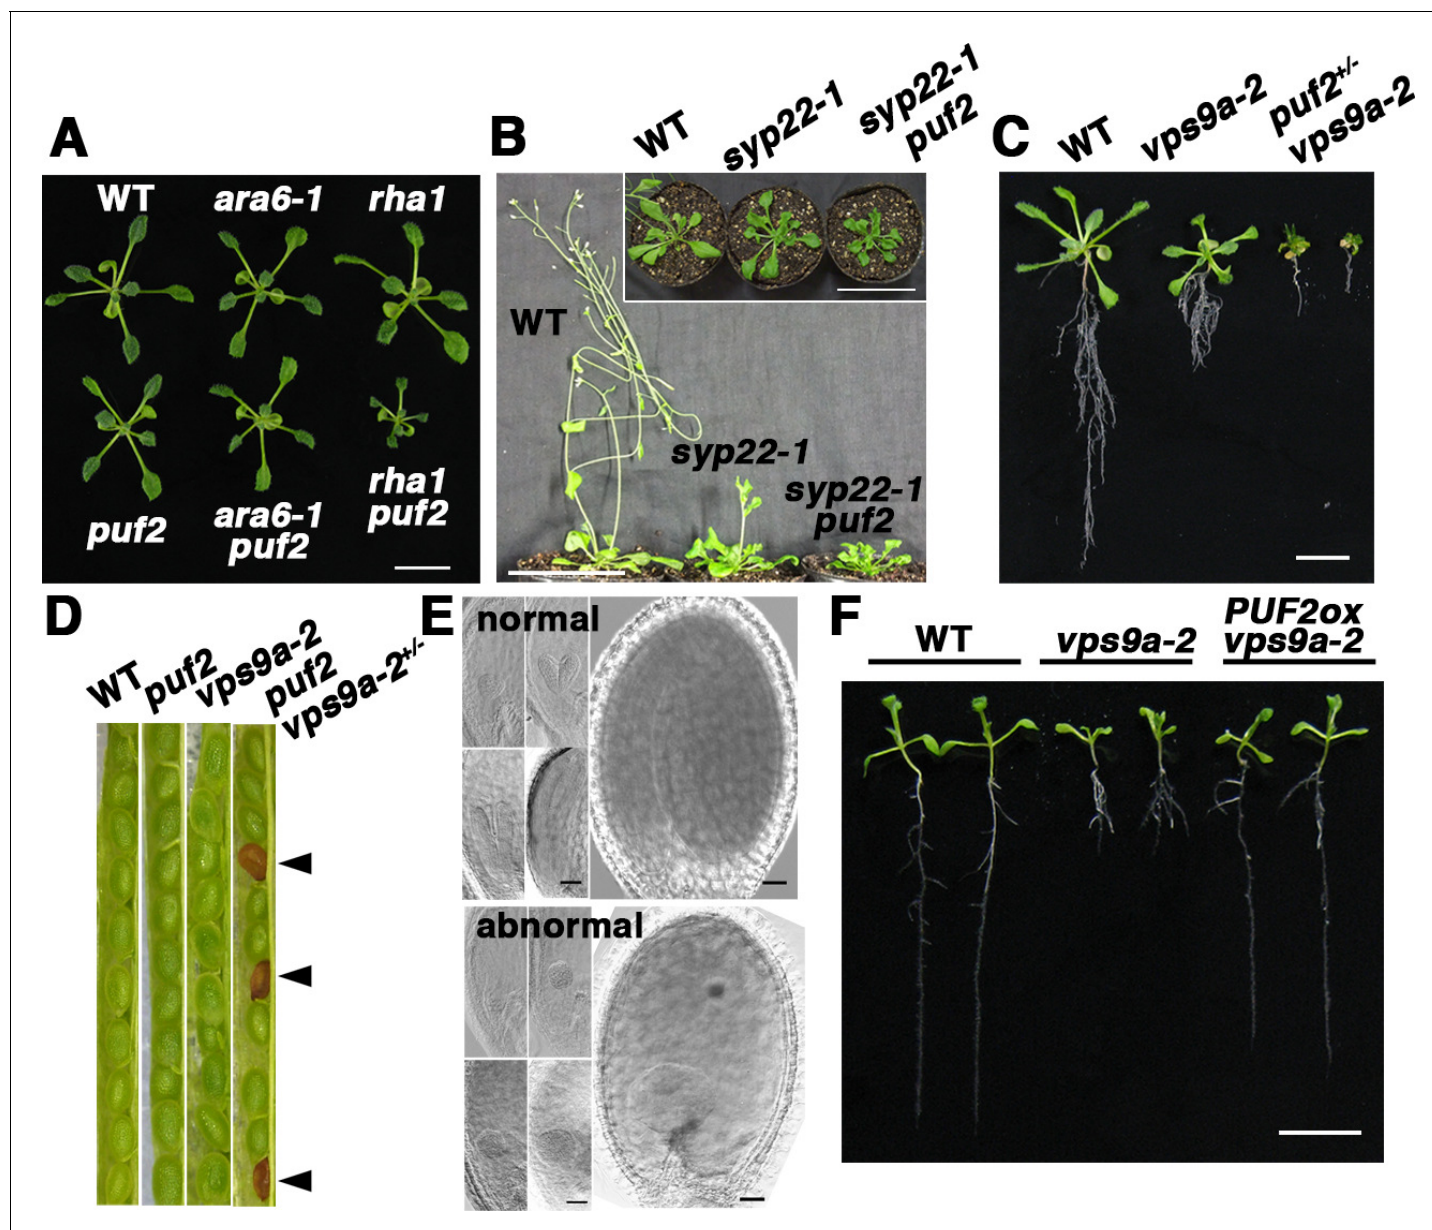 A
WT
ara6-1
rha1
puf2
ara6-1
puf2
rha1
puf2
B
WT
syp22-1
syp22-1
puf2
WT
syp22-1
syp22-1
puf2
C
WT
vps9a-2
puf2+/-
vps9a-2
D
WT
puf2
vps9a-2
puf2
vps9a-2+/-
E
normal
abnormal
F
WT
vps9a-2
PUF2ox
vps9a-2